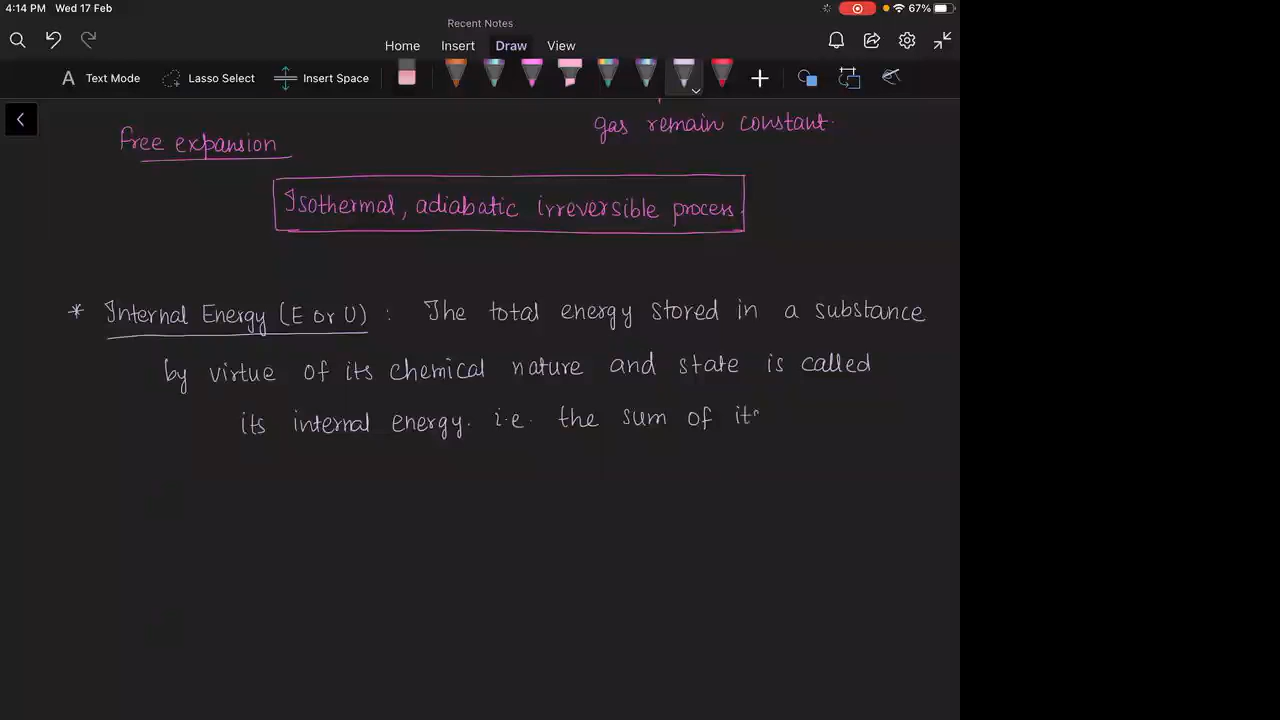 4:14 PM Wed 17 Feb
67%
Recent Notes
Home Insert Draw View
Text Mode Lasso Select Insert Space
gas remain constant.
free expansion
Isothermal, adiabatic irreversible process.
* Internal Energy (E or U) : The total energy stored in a substance
by virtue of its chemical nature and state is called
its internal energy. i.e. the sum of its